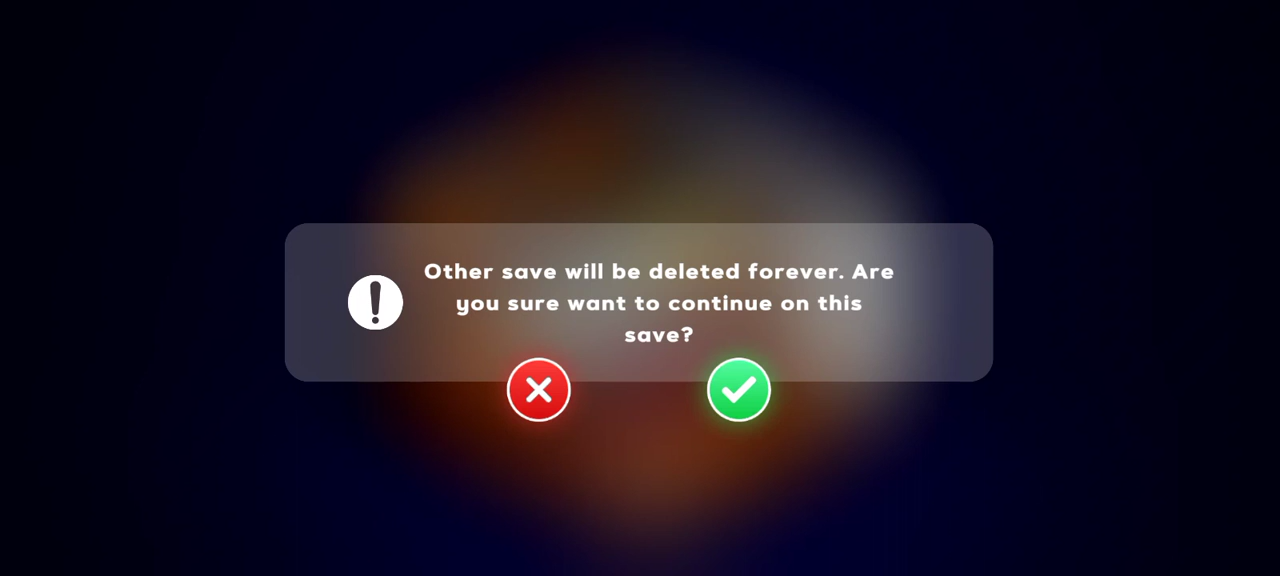 Other save will be deleted forever. Are
you sure want to continue on this
save?